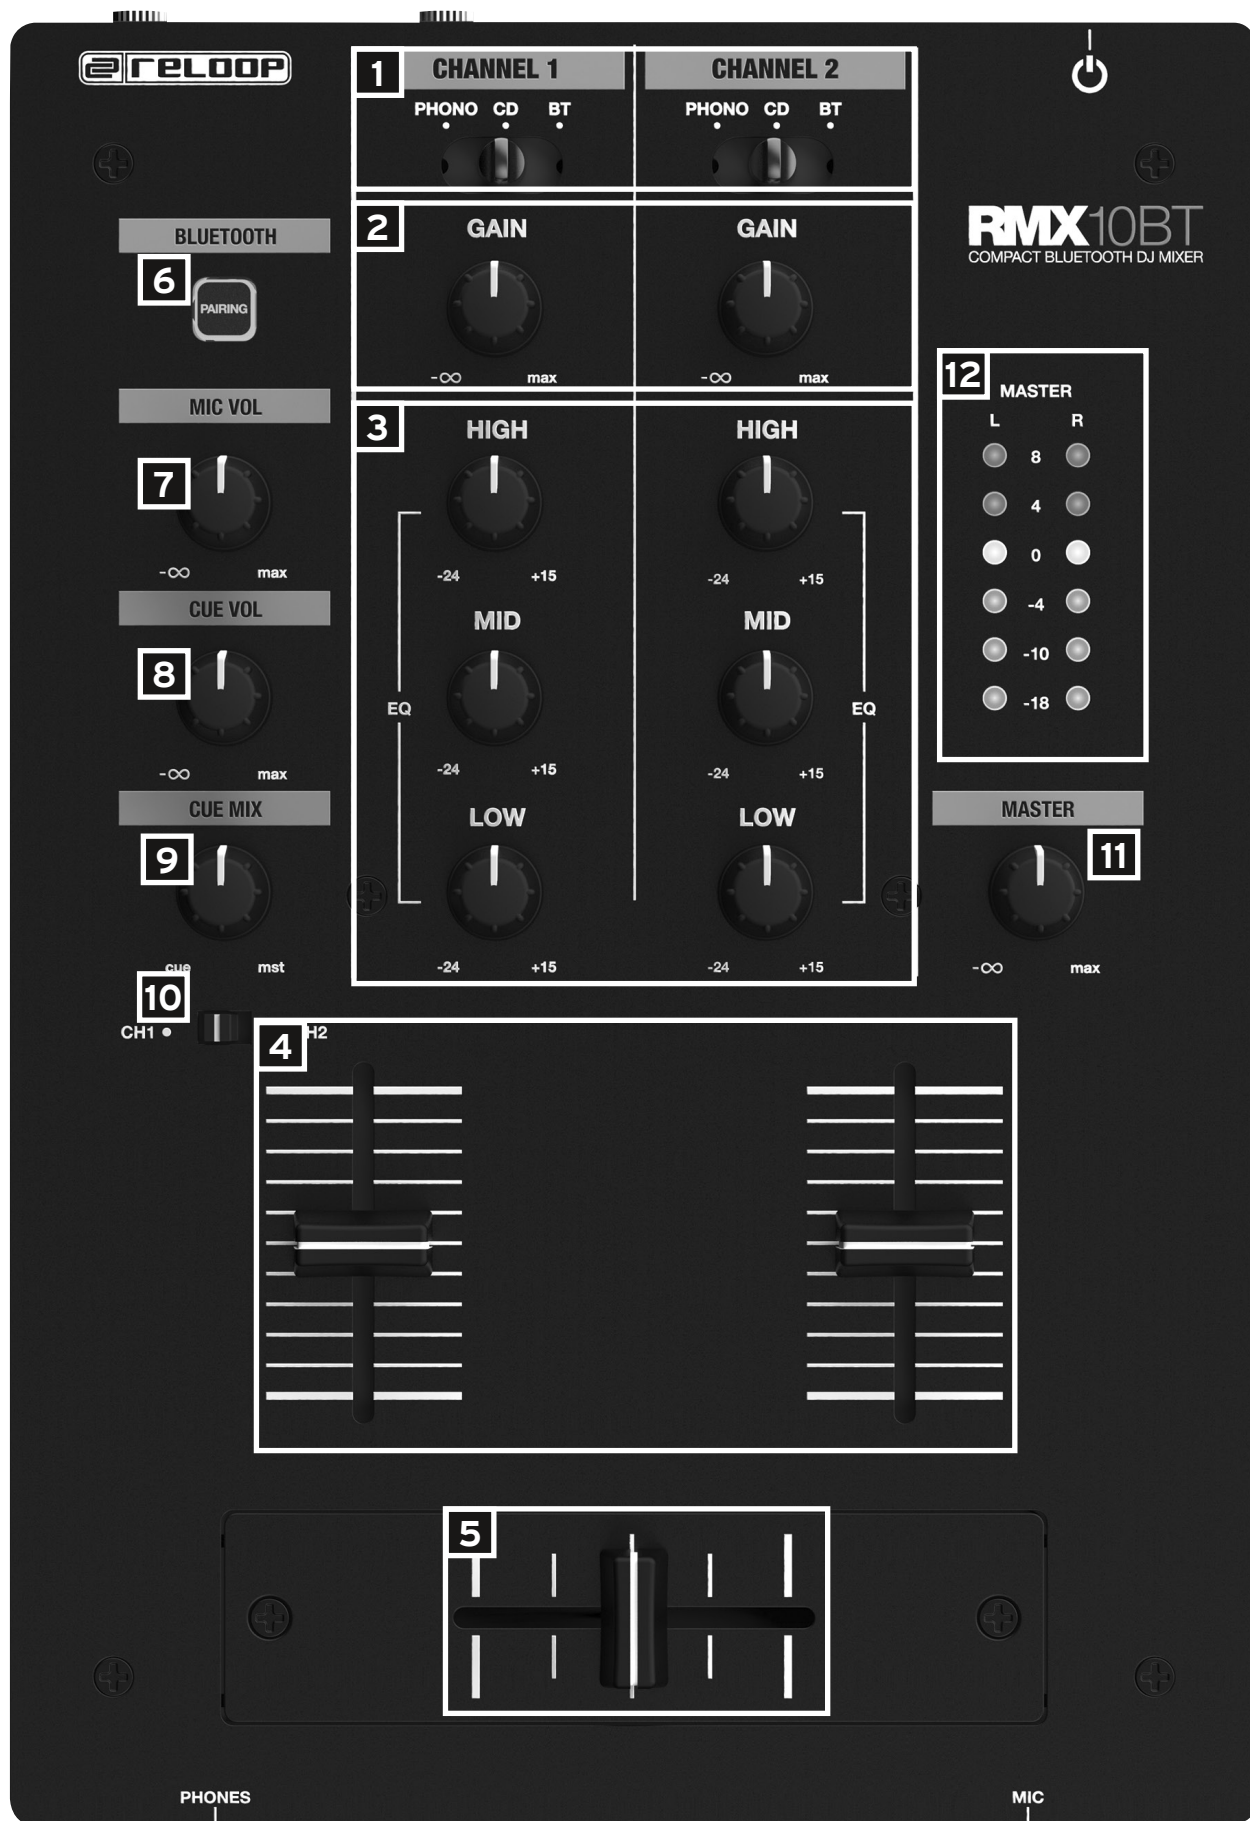 reloop
1 CHANNEL 1 CHANNEL 2
PHONO CD BT PHONO CD BT
RMX10BT
COMPACT BLUETOOTH DJ MIXER
2 GAIN GAIN
-∞ max -∞ max
BLUETOOTH
6
PAIRING
MIC VOL
7
-∞ max
CUE VOL
8
-∞ max
CUE MIX
9
cue mst
10
CH1 H2
3 HIGH HIGH
-24 +15 -24 +15
MID MID
EQ EQ
-24 +15 -24 +15
LOW LOW
-24 +15 -24 +15
12
MASTER
L R
8
4
0
-4
-10
-18
MASTER
11
-∞ max
4
5
PHONES MIC